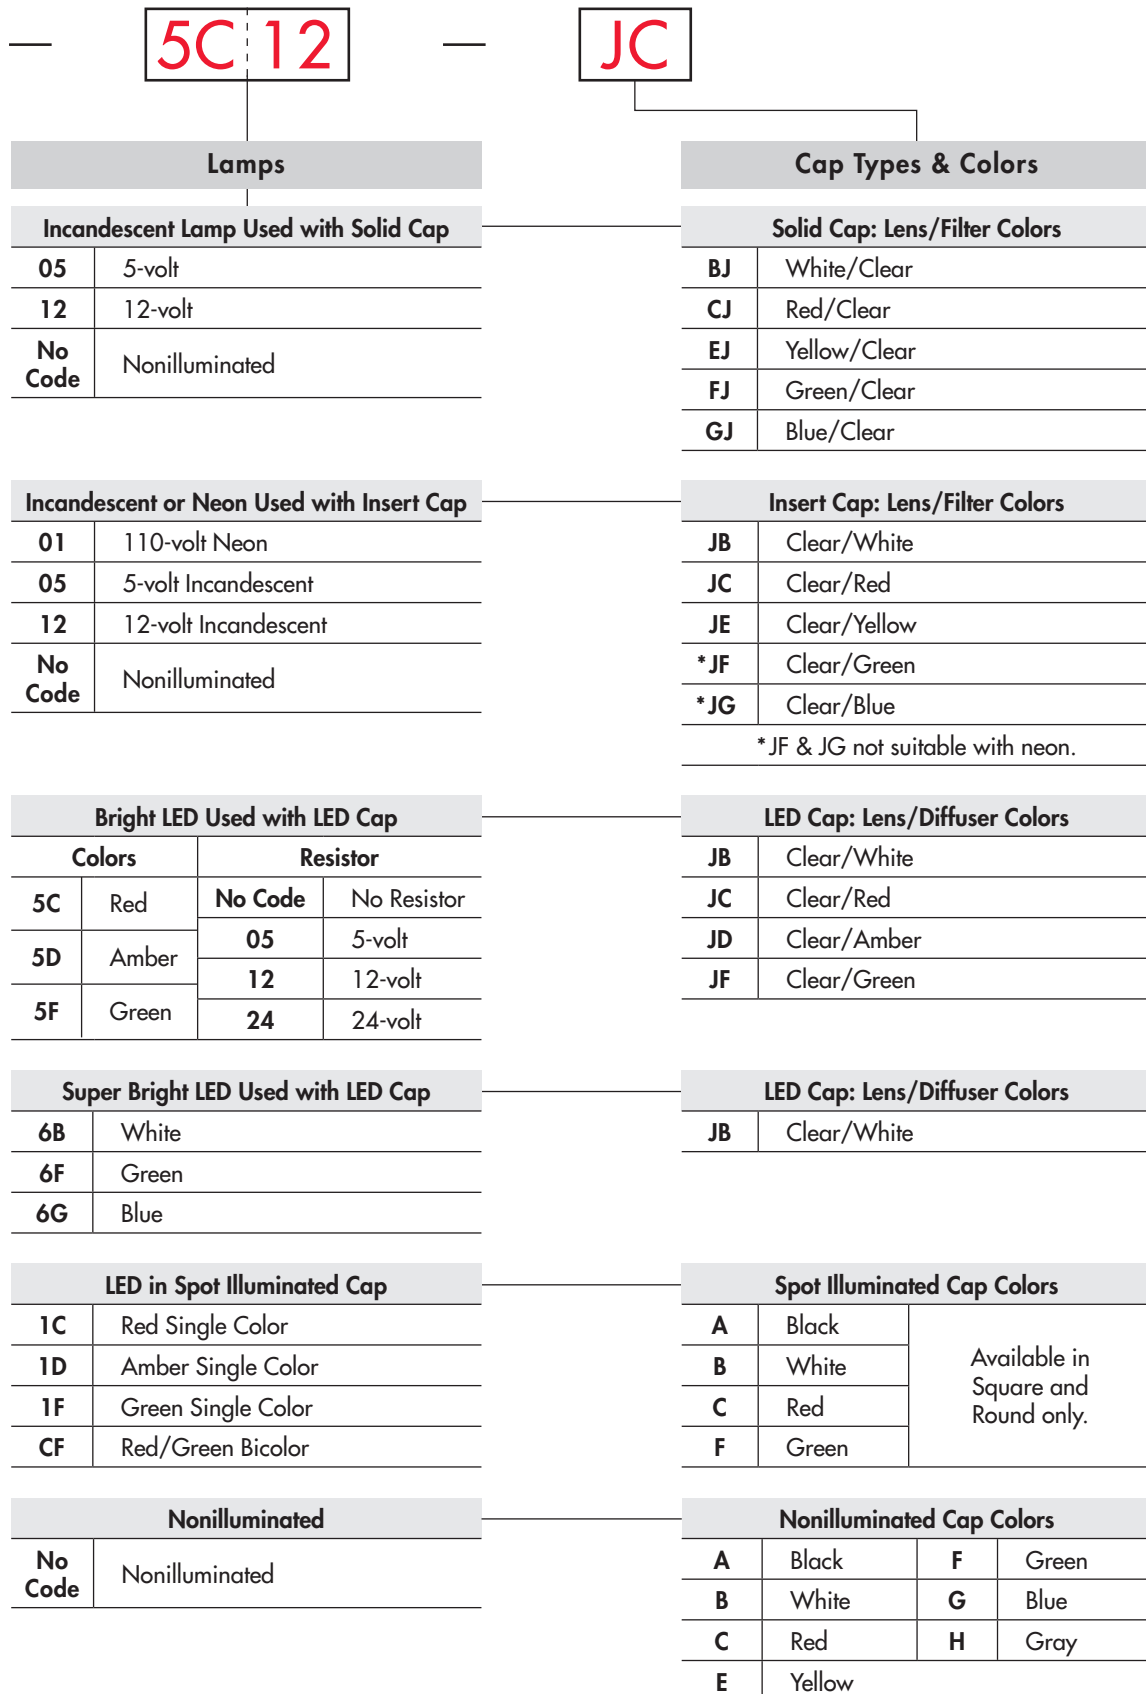 — 5C 12 — JC
Lamps
Incandescent Lamp Used with Solid Cap
05 5-volt
12 12-volt
No Code Nonilluminated
Cap Types & Colors
Solid Cap: Lens/Filter Colors
BJ White/Clear
CJ Red/Clear
EJ Yellow/Clear
FJ Green/Clear
GJ Blue/Clear
Incandescent or Neon Used with Insert Cap
01 110-volt Neon
05 5-volt Incandescent
12 12-volt Incandescent
No Code Nonilluminated
Insert Cap: Lens/Filter Colors
JB Clear/White
JC Clear/Red
JE Clear/Yellow
*JF Clear/Green
*JG Clear/Blue
*JF & JG not suitable with neon.
Bright LED Used with LED Cap
Colors Resistor
5C Red
5D Amber
5F Green
No Code No Resistor
05 5-volt
12 12-volt
24 24-volt
LED Cap: Lens/Diffuser Colors
JB Clear/White
JC Clear/Red
JD Clear/Amber
JF Clear/Green
Super Bright LED Used with LED Cap
6B White
6F Green
6G Blue
LED Cap: Lens/Diffuser Colors
JB Clear/White
LED in Spot Illuminated Cap
1C Red Single Color
1D Amber Single Color
1F Green Single Color
CF Red/Green Bicolor
Spot Illuminated Cap Colors
A Black
B White
C Red
F Green
Available in
Square and
Round only.
Nonilluminated
No Code Nonilluminated
Nonilluminated Cap Colors
A Black F Green
B White G Blue
C Red H Gray
E Yellow